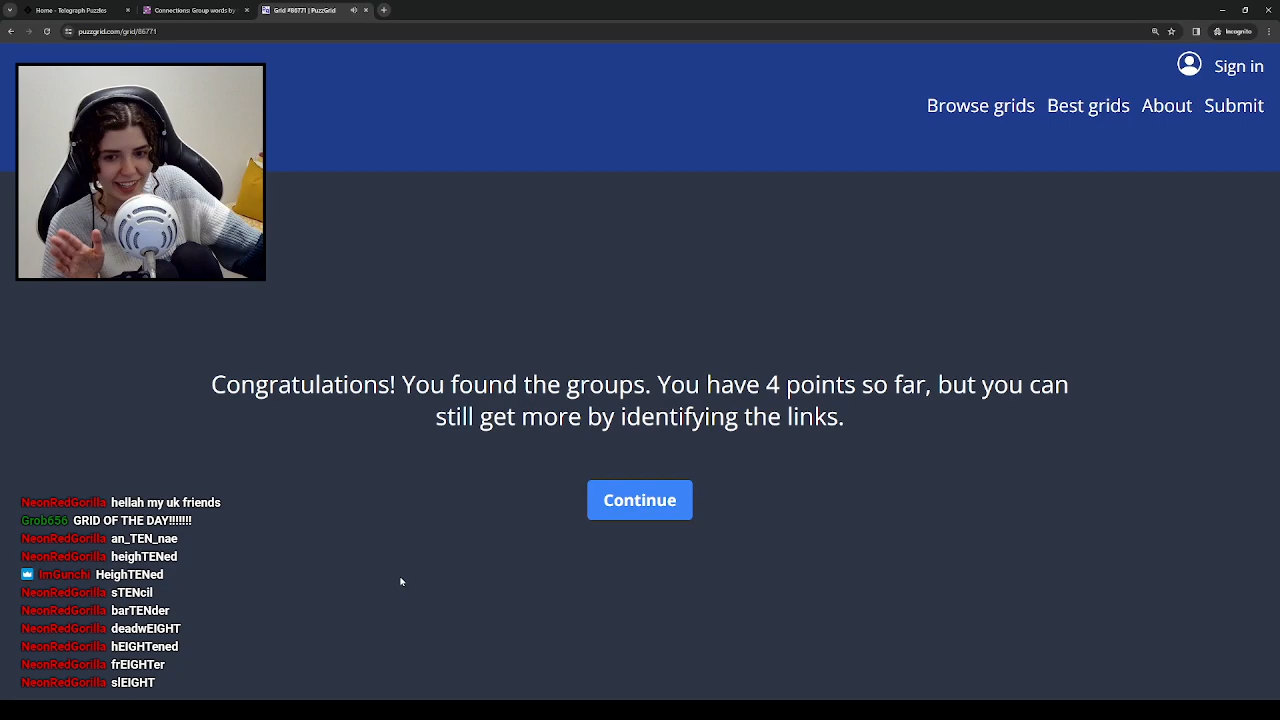 Home - Telegraph Puzzles
Connections: Group words by
Grid #86771 | PuzzGrid
puzzgrid.com/grid/86771
Incognito
Sign in
Browse grids Best grids About Submit
Congratulations! You found the groups. You have 4 points so far, but you can
still get more by identifying the links.
Continue
NeonRedGorilla hellah my uk friends
Grob656 GRID OF THE DAY!!!!!!!
NeonRedGorilla an_TEN_nae
NeonRedGorilla heighTENed
ImGunchi HeighTENed
NeonRedGorilla sTENcil
NeonRedGorilla barTENder
NeonRedGorilla deadwEIGHT
NeonRedGorilla hEIGHTened
NeonRedGorilla frEIGHTer
NeonRedGorilla slEIGHT